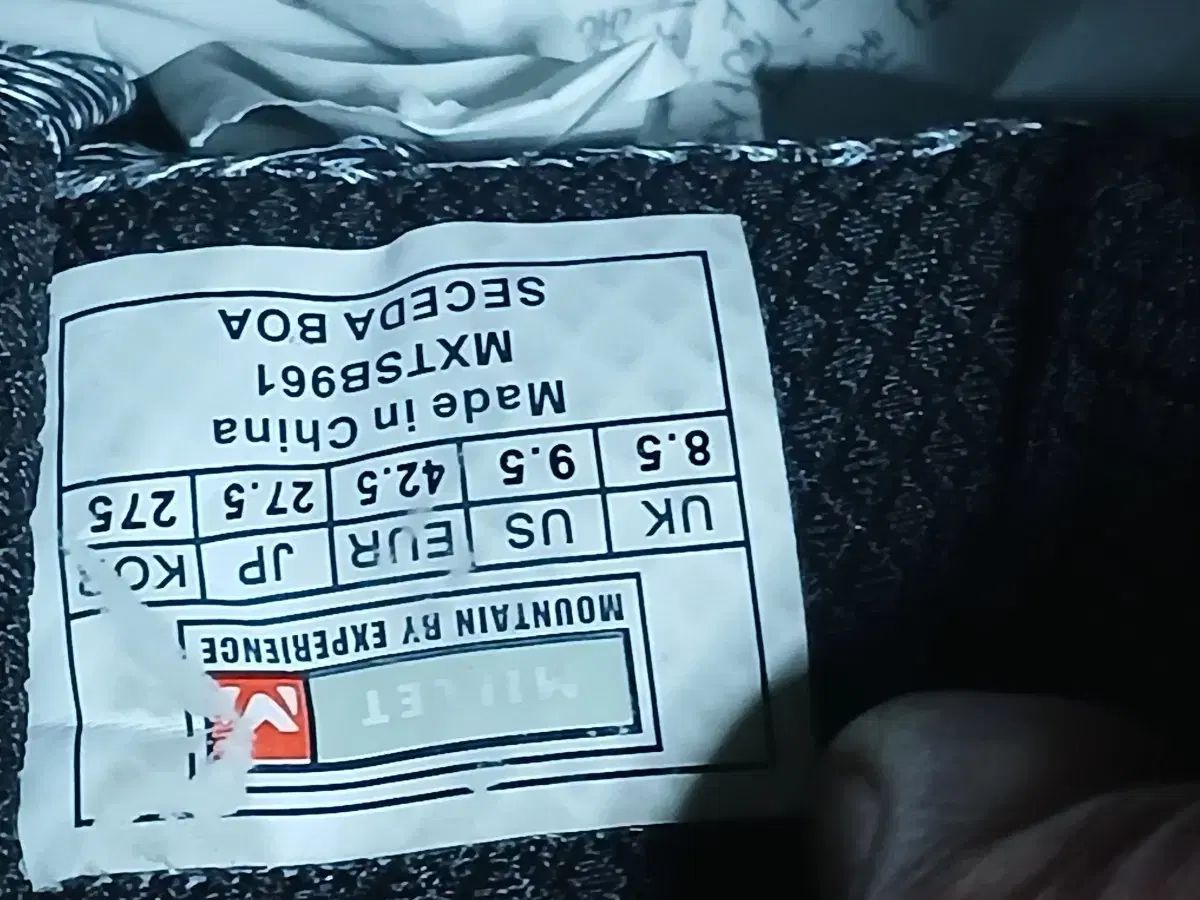 MILLET
MOUNTAIN BY EXPERIENCE
UK US EUR JP KOR
8.5 9.5 42.5 27.5 275
Made in China
MXTSB961
SECEDA BOA